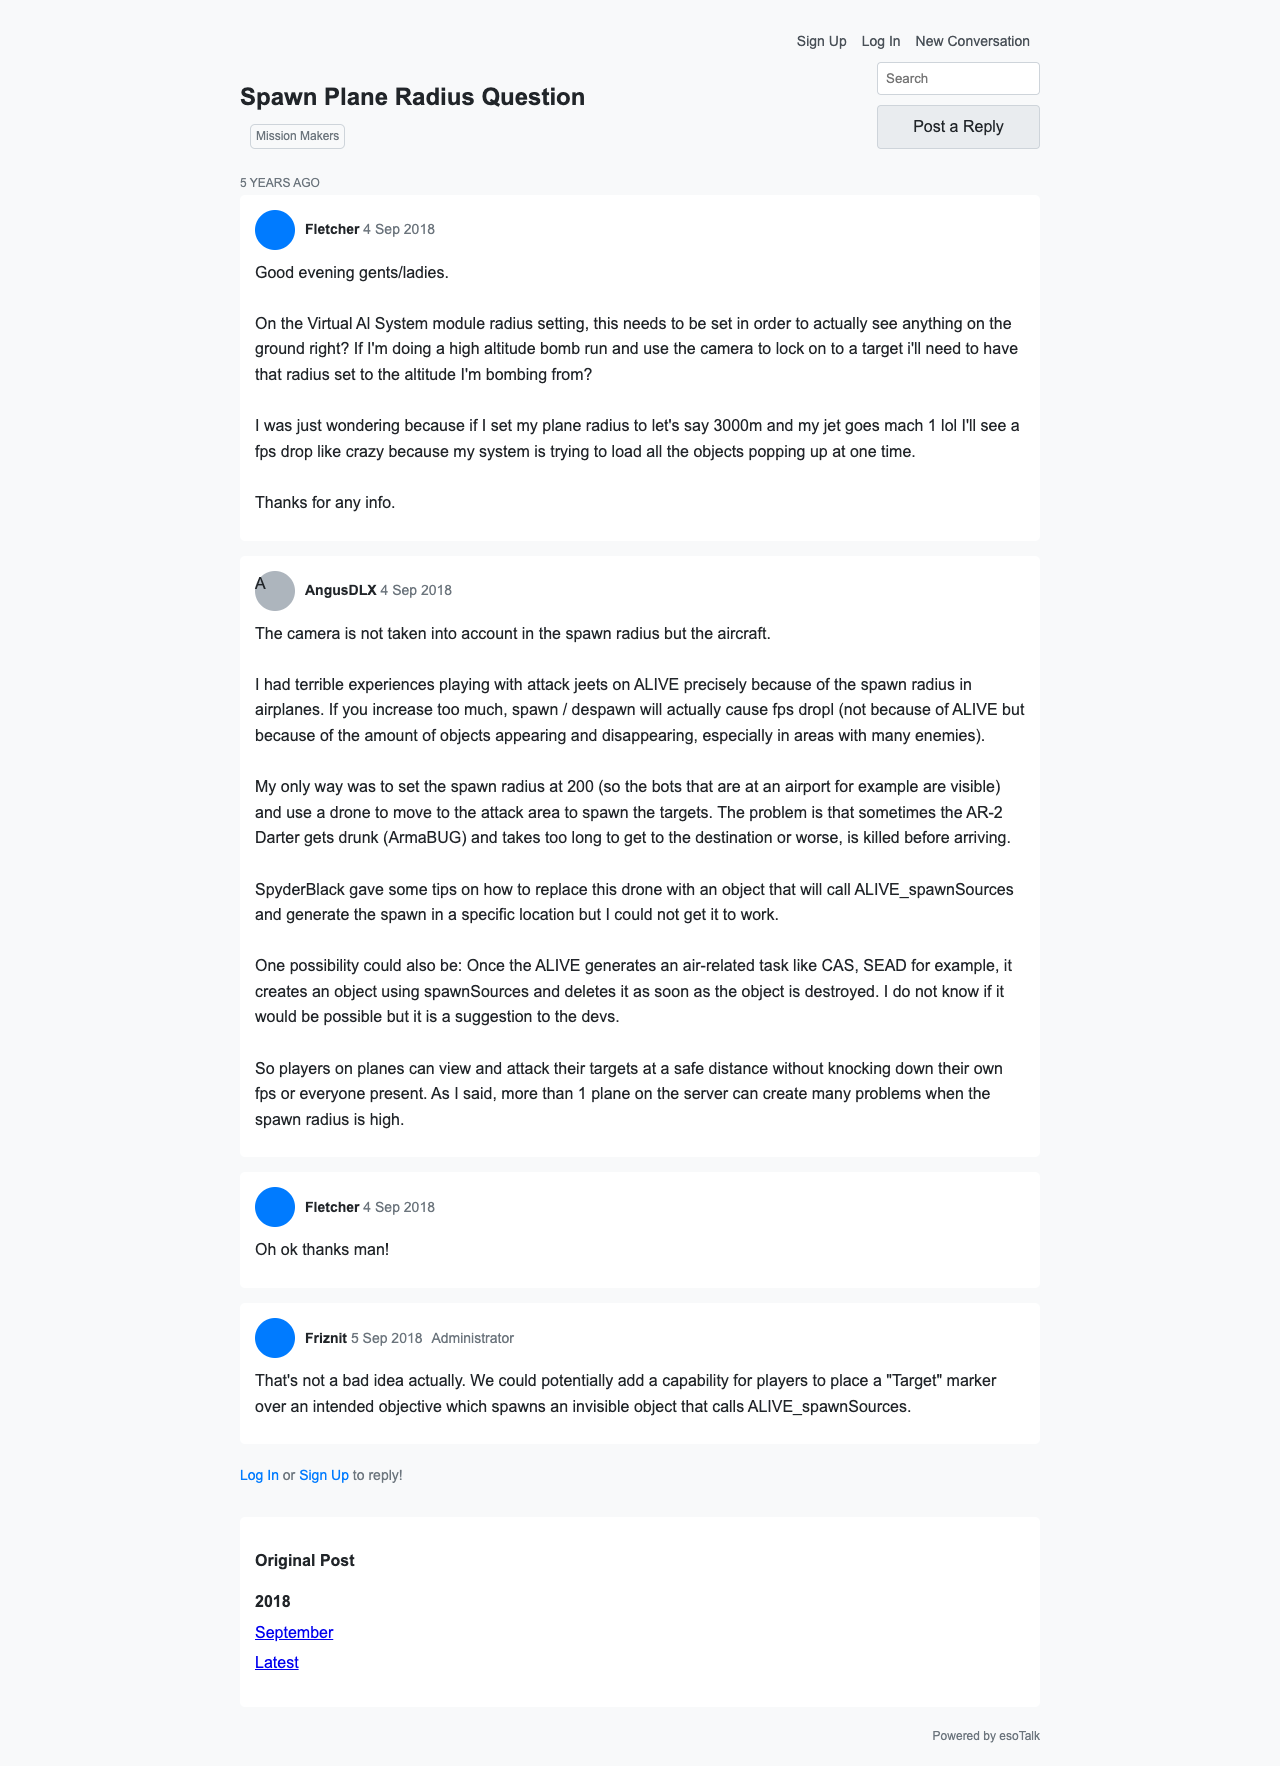 Sign Up Log In New Conversation
Search
Spawn Plane Radius Question
Post a Reply
Mission Makers
5 YEARS AGO
Fletcher 4 Sep 2018
Good evening gents/ladies.
On the Virtual AI System module radius setting, this needs to be set in order to actually see anything on the
ground right? If I'm doing a high altitude bomb run and use the camera to lock on to a target i'll need to have
that radius set to the altitude I'm bombing from?
I was just wondering because if I set my plane radius to let's say 3000m and my jet goes mach 1 lol I'll see a
fps drop like crazy because my system is trying to load all the objects popping up at one time.
Thanks for any info.
A
AngusDLX 4 Sep 2018
The camera is not taken into account in the spawn radius but the aircraft.
I had terrible experiences playing with attack jeets on ALIVE precisely because of the spawn radius in
airplanes. If you increase too much, spawn / despawn will actually cause fps dropl (not because of ALIVE but
because of the amount of objects appearing and disappearing, especially in areas with many enemies).
My only way was to set the spawn radius at 200 (so the bots that are at an airport for example are visible)
and use a drone to move to the attack area to spawn the targets. The problem is that sometimes the AR-2
Darter gets drunk (ArmaBUG) and takes too long to get to the destination or worse, is killed before arriving.
SpyderBlack gave some tips on how to replace this drone with an object that will call ALIVE_spawnSources
and generate the spawn in a specific location but I could not get it to work.
One possibility could also be: Once the ALIVE generates an air-related task like CAS, SEAD for example, it
creates an object using spawnSources and deletes it as soon as the object is destroyed. I do not know if it
would be possible but it is a suggestion to the devs.
So players on planes can view and attack their targets at a safe distance without knocking down their own
fps or everyone present. As I said, more than 1 plane on the server can create many problems when the
spawn radius is high.
Fletcher 4 Sep 2018
Oh ok thanks man!
Friznit 5 Sep 2018 Administrator
That's not a bad idea actually. We could potentially add a capability for players to place a "Target" marker
over an intended objective which spawns an invisible object that calls ALIVE_spawnSources.
Log In or Sign Up to reply!
Original Post
2018
September
Latest
Powered by esoTalk